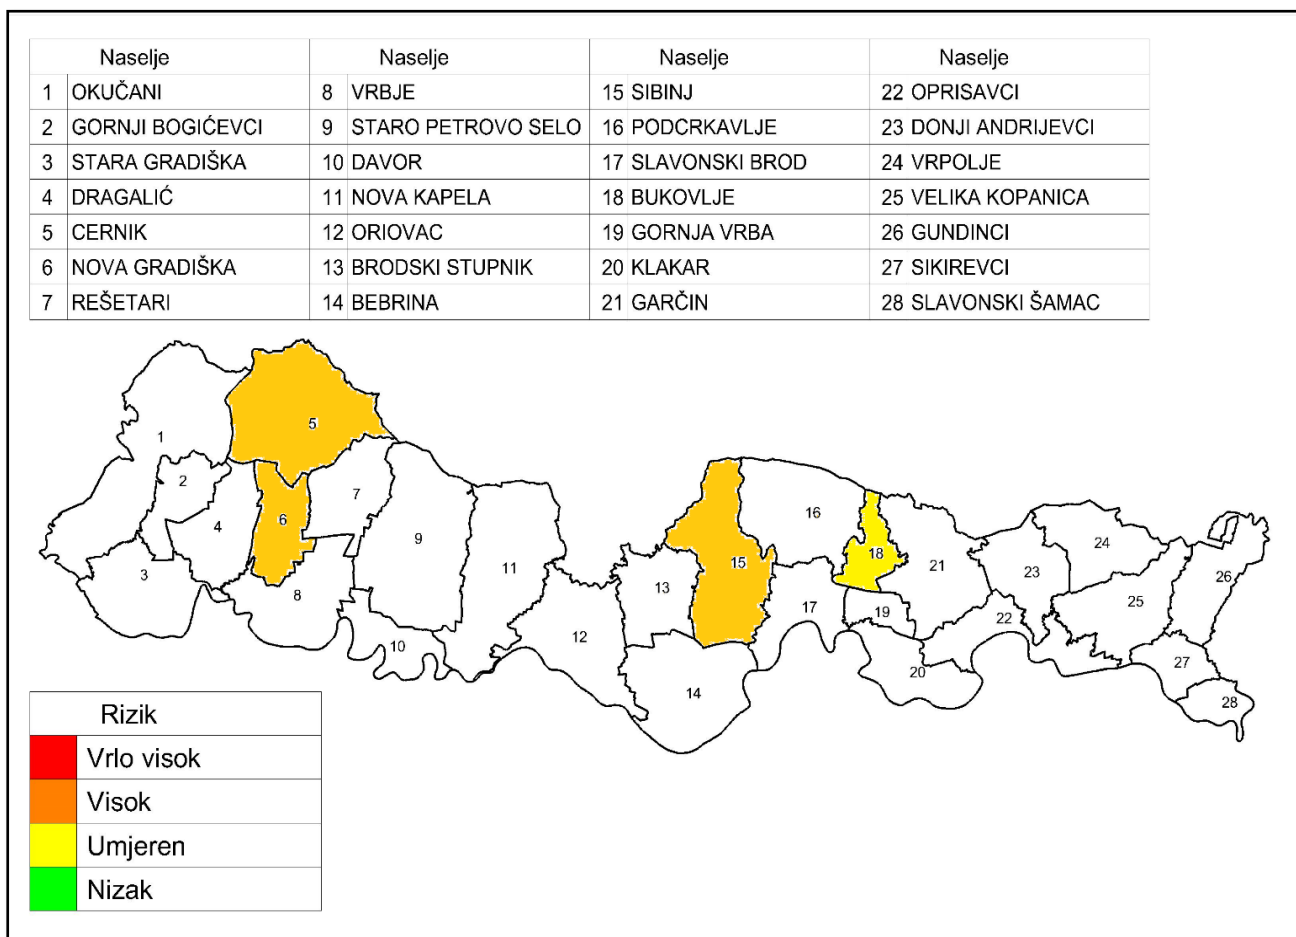 Naselje Naselje Naselje Naselje
1 OKUČANI 8 VRBJE 15 SIBINJ 22 OPRISAVCI
2 GORNJI BOGIĆEVCI 9 STARO PETROVO SELO 16 PODCRKAVLJE 23 DONJI ANDRIJEVCI
3 STARA GRADIŠKA 10 DAVOR 17 SLAVONSKI BROD 24 VRPOLJE
4 DRAGALIĆ 11 NOVA KAPELA 18 BUKOVLJE 25 VELIKA KOPANICA
5 CERNIK 12 ORIOVAC 19 GORNJA VRBA 26 GUNDINCI
6 NOVA GRADIŠKA 13 BRODSKI STUPNIK 20 KLAKAR 27 SIKIREVCI
7 REŠETARI 14 BEBRINA 21 GARČIN 28 SLAVONSKI ŠAMAC
5
1
2
7
6
4
9
3
8
10
11
12
13
15
14
16
18
17
19
21
20
22
23
24
25
26
27
28
Rizik
Vrlo visok
Visok
Umjeren
Nizak